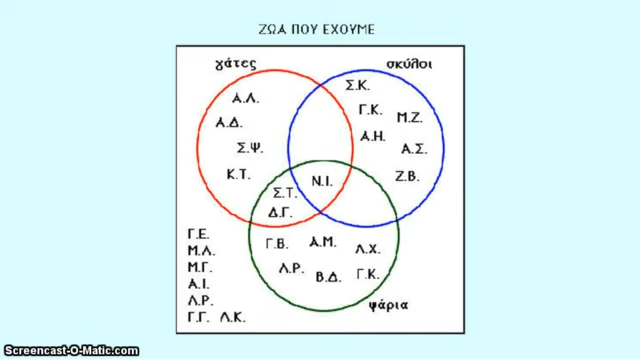 ΖΩΑ ΠΟΥ ΕΧΟΥΜΕ
γάτες
σκύλοι
Σ.Κ.
Α.Λ.
Γ.Κ.
Μ.Ζ.
Α.Δ.
Α.Η.
Σ.Ψ.
Α.Σ.
Κ.Τ.
Ν.Ι.
Ζ.Β.
Σ.Τ.
Δ.Γ.
Γ.Ε.
Γ.Β.
Α.Μ.
Λ.Χ.
Μ.Λ.
Μ.Γ.
Λ.Ρ.
Β.Δ.
Γ.Κ.
Α.Ι.
Λ.Ρ.
ψάρια
Γ.Γ. Λ.Κ.
Screencast-O-Matic.com